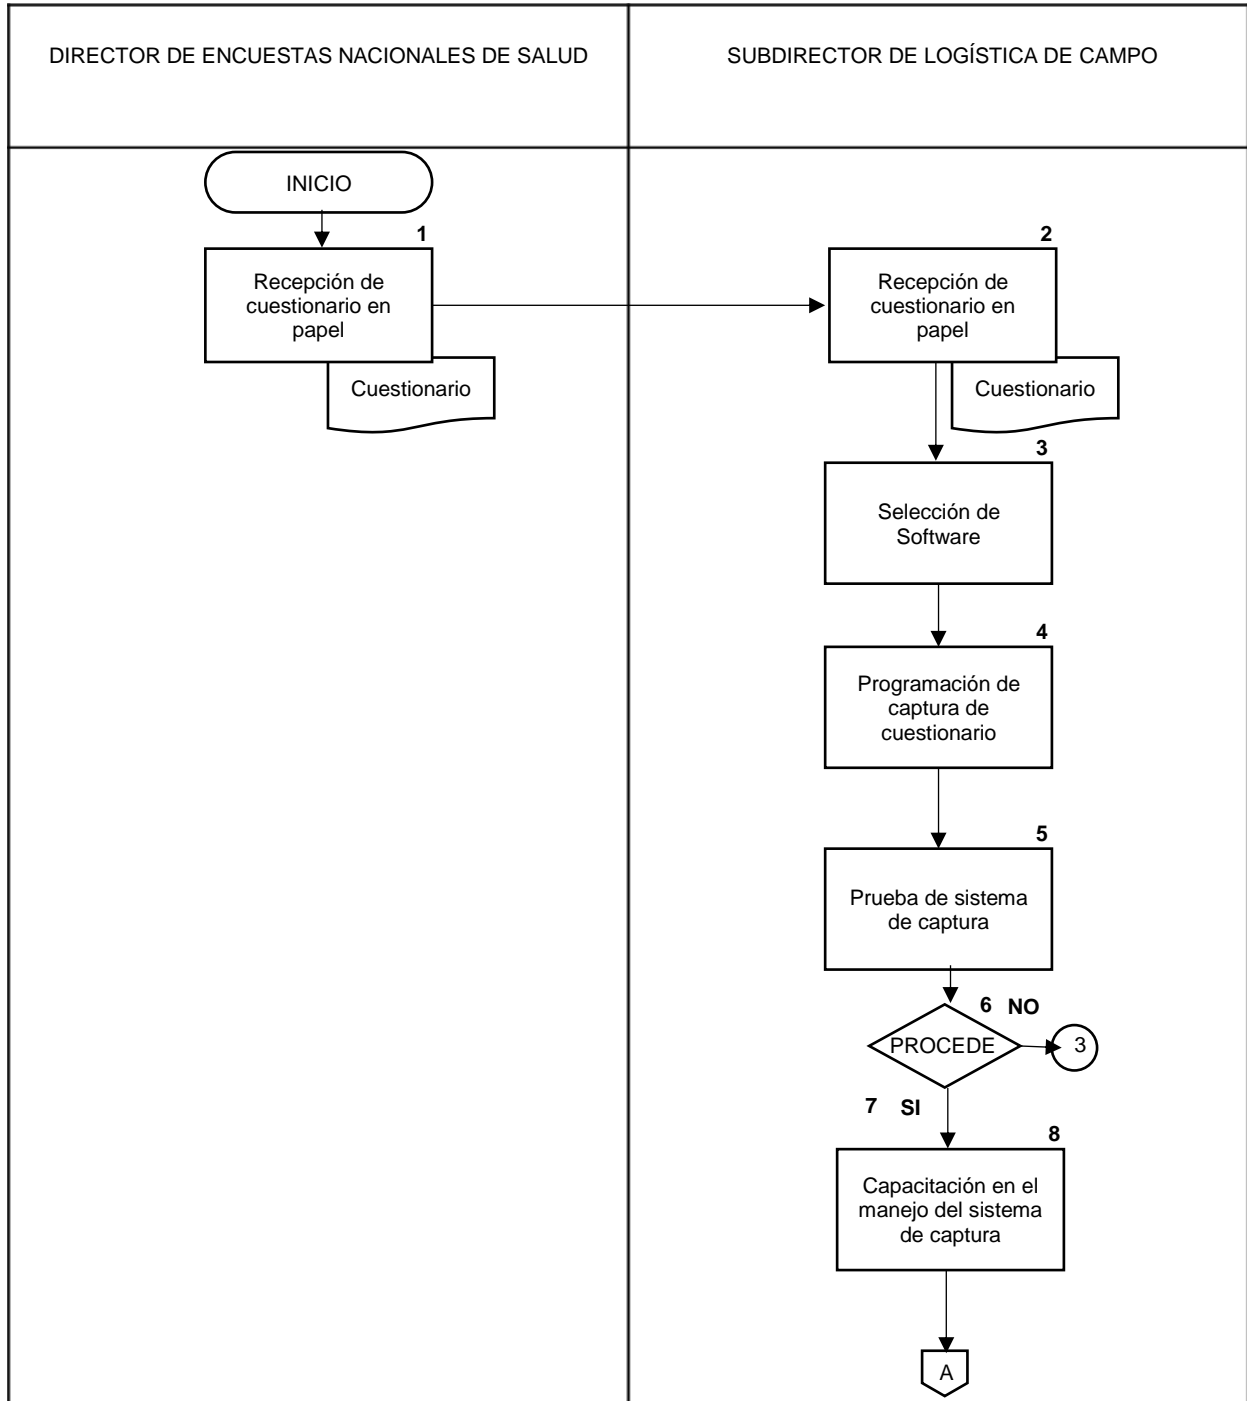 DIRECTOR DE ENCUESTAS NACIONALES DE SALUD
SUBDIRECTOR DE LOGÍSTICA DE CAMPO
INICIO
1
Recepción de
cuestionario en
papel
Cuestionario
2
Recepción de
cuestionario en
papel
Cuestionario
3
Selección de
Software
4
Programación de
captura de
cuestionario
5
Prueba de sistema
de captura
6 NO
PROCEDE
3
7 SI
8
Capacitación en el
manejo del sistema
de captura
A